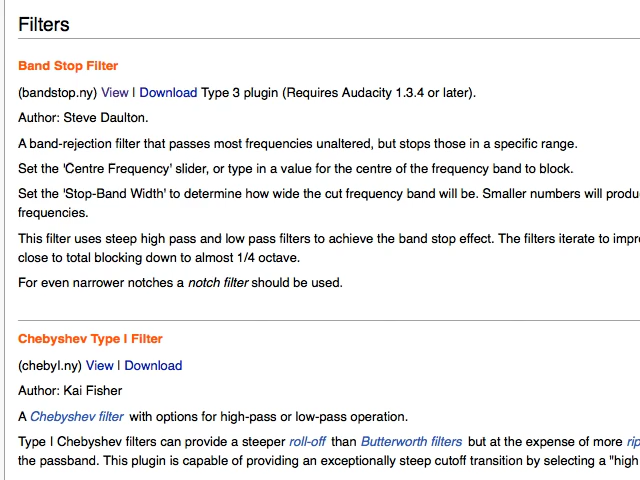 Filters
Band Stop Filter
(bandstop.ny) View | Download Type 3 plugin (Requires Audacity 1.3.4 or later).
Author: Steve Daulton.
A band-rejection filter that passes most frequencies unaltered, but stops those in a specific range.
Set the 'Centre Frequency' slider, or type in a value for the centre of the frequency band to block.
Set the 'Stop-Band Width' to determine how wide the cut frequency band will be. Smaller numbers will produ
frequencies.
This filter uses steep high pass and low pass filters to achieve the band stop effect. The filters iterate to impr
close to total blocking down to almost 1/4 octave.
For even narrower notches a notch filter should be used.
Chebyshev Type I Filter
(chebyI.ny) View | Download
Author: Kai Fisher
A Chebyshev filter with options for high-pass or low-pass operation.
Type I Chebyshev filters can provide a steeper roll-off than Butterworth filters but at the expense of more rip
the passband. This plugin is capable of providing an exceptionally steep cutoff transition by selecting a "high